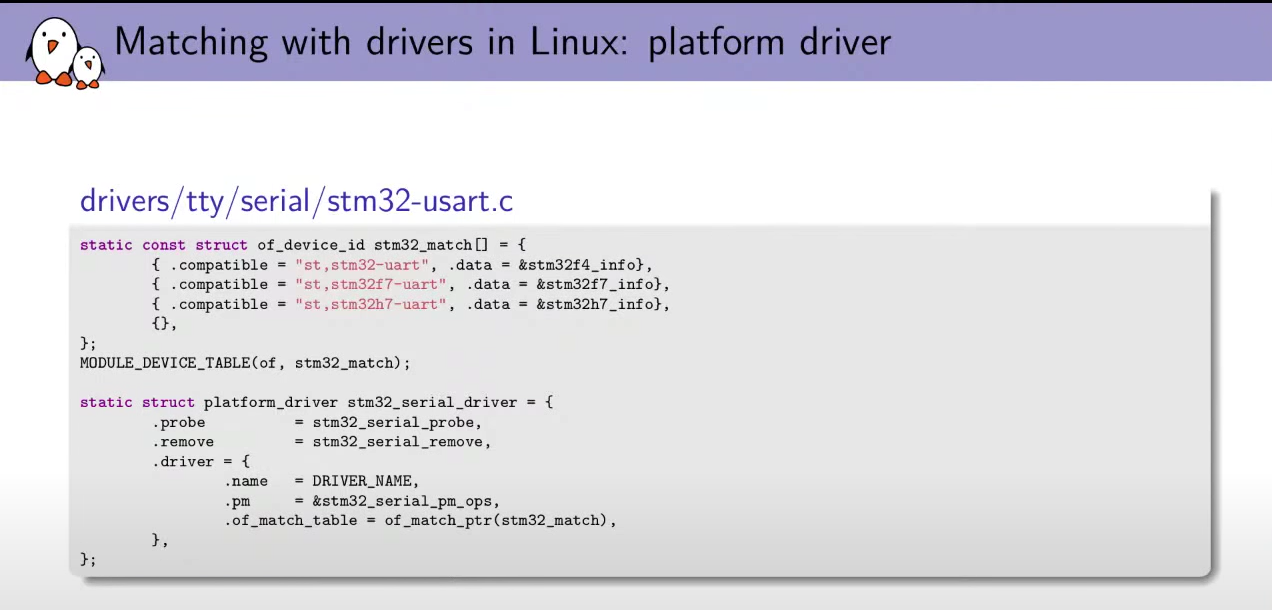 Matching with drivers in Linux: platform driver
drivers/tty/serial/stm32-usart.c
static const struct of_device_id stm32_match[] = {
        { .compatible = "st,stm32-uart", .data = &stm32f4_info},
        { .compatible = "st,stm32f7-uart", .data = &stm32f7_info},
        { .compatible = "st,stm32h7-uart", .data = &stm32h7_info},
        {},
};
MODULE_DEVICE_TABLE(of, stm32_match);
static struct platform_driver stm32_serial_driver = {
        .probe          = stm32_serial_probe,
        .remove         = stm32_serial_remove,
        .driver = {
                .name   = DRIVER_NAME,
                .pm     = &stm32_serial_pm_ops,
                .of_match_table = of_match_ptr(stm32_match),
        },
};